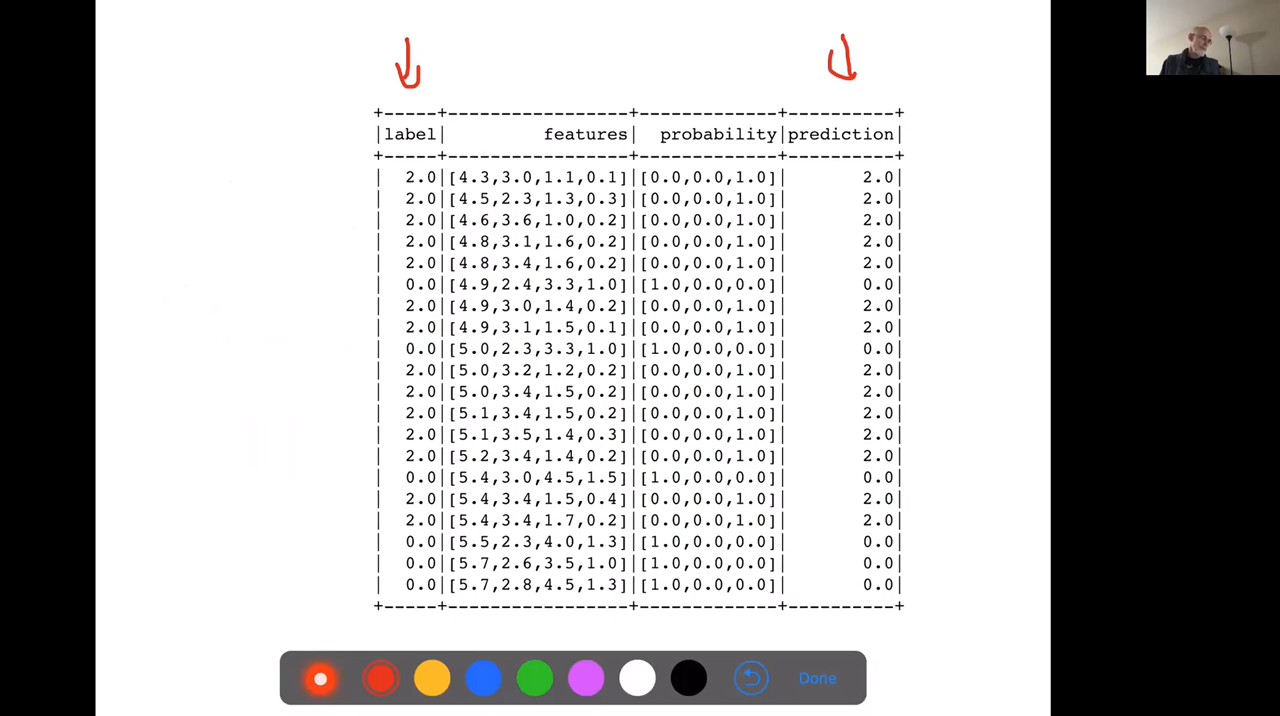 +-----+----------------+-------------+----------+
|label|        features|  probability|prediction|
+-----+----------------+-------------+----------+
|  2.0|[4.3,3.0,1.1,0.1]|[0.0,0.0,1.0]|       2.0|
|  2.0|[4.5,2.3,1.3,0.3]|[0.0,0.0,1.0]|       2.0|
|  2.0|[4.6,3.6,1.0,0.2]|[0.0,0.0,1.0]|       2.0|
|  2.0|[4.8,3.1,1.6,0.2]|[0.0,0.0,1.0]|       2.0|
|  2.0|[4.8,3.4,1.6,0.2]|[0.0,0.0,1.0]|       2.0|
|  0.0|[4.9,2.4,3.3,1.0]|[1.0,0.0,0.0]|       0.0|
|  2.0|[4.9,3.0,1.4,0.2]|[0.0,0.0,1.0]|       2.0|
|  2.0|[4.9,3.1,1.5,0.1]|[0.0,0.0,1.0]|       2.0|
|  0.0|[5.0,2.3,3.3,1.0]|[1.0,0.0,0.0]|       0.0|
|  2.0|[5.0,3.2,1.2,0.2]|[0.0,0.0,1.0]|       2.0|
|  2.0|[5.0,3.4,1.5,0.2]|[0.0,0.0,1.0]|       2.0|
|  2.0|[5.1,3.4,1.5,0.2]|[0.0,0.0,1.0]|       2.0|
|  2.0|[5.1,3.5,1.4,0.3]|[0.0,0.0,1.0]|       2.0|
|  2.0|[5.2,3.4,1.4,0.2]|[0.0,0.0,1.0]|       2.0|
|  0.0|[5.4,3.0,4.5,1.5]|[1.0,0.0,0.0]|       0.0|
|  2.0|[5.4,3.4,1.5,0.4]|[0.0,0.0,1.0]|       2.0|
|  2.0|[5.4,3.4,1.7,0.2]|[0.0,0.0,1.0]|       2.0|
|  0.0|[5.5,2.3,4.0,1.3]|[1.0,0.0,0.0]|       0.0|
|  0.0|[5.7,2.6,3.5,1.0]|[1.0,0.0,0.0]|       0.0|
|  0.0|[5.7,2.8,4.5,1.3]|[1.0,0.0,0.0]|       0.0|
+-----+----------------+-------------+----------+
Done